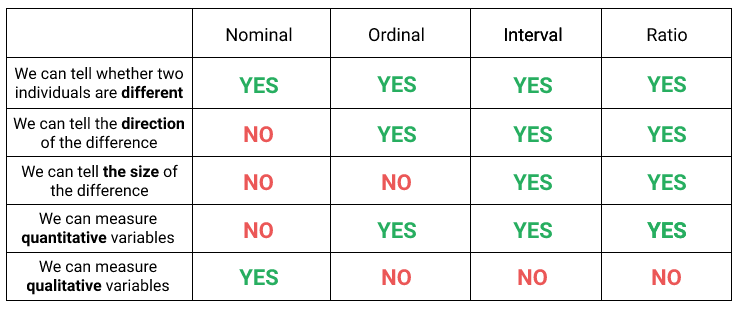 Nominal Ordinal Interval Ratio
We can tell whether two
individuals are different YES YES YES YES
We can tell the direction
of the difference NO YES YES YES
We can tell the size of
the difference NO NO YES YES
We can measure
quantitative variables NO YES YES YES
We can measure
qualitative variables YES NO NO NO